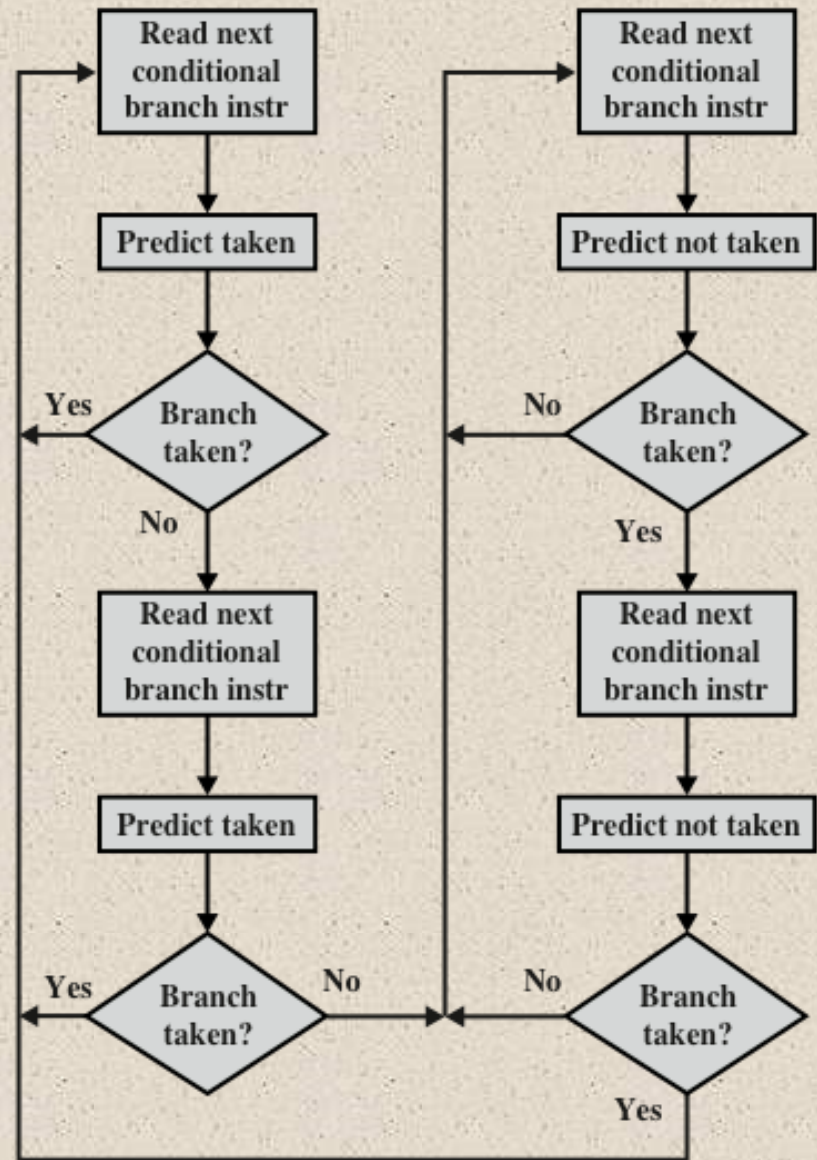 Read next
conditional
branch instr
Predict taken
Yes
Branch
taken?
No
Read next
conditional
branch instr
Predict taken
Yes
Branch
taken?
No
Read next
conditional
branch instr
Predict not taken
No
Branch
taken?
Yes
Read next
conditional
branch instr
Predict not taken
No
Branch
taken?
Yes